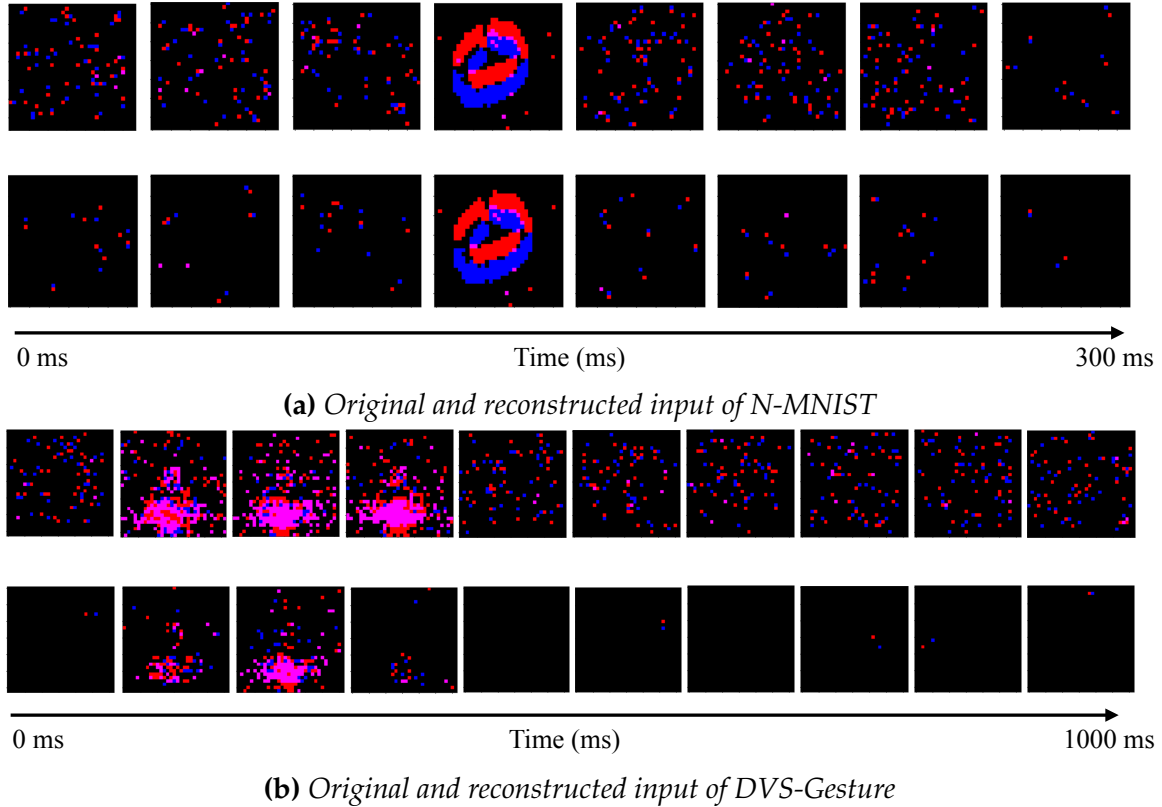 0 ms Time (ms) 300 ms
(a) Original and reconstructed input of N-MNIST
0 ms Time (ms) 1000 ms
(b) Original and reconstructed input of DVS-Gesture